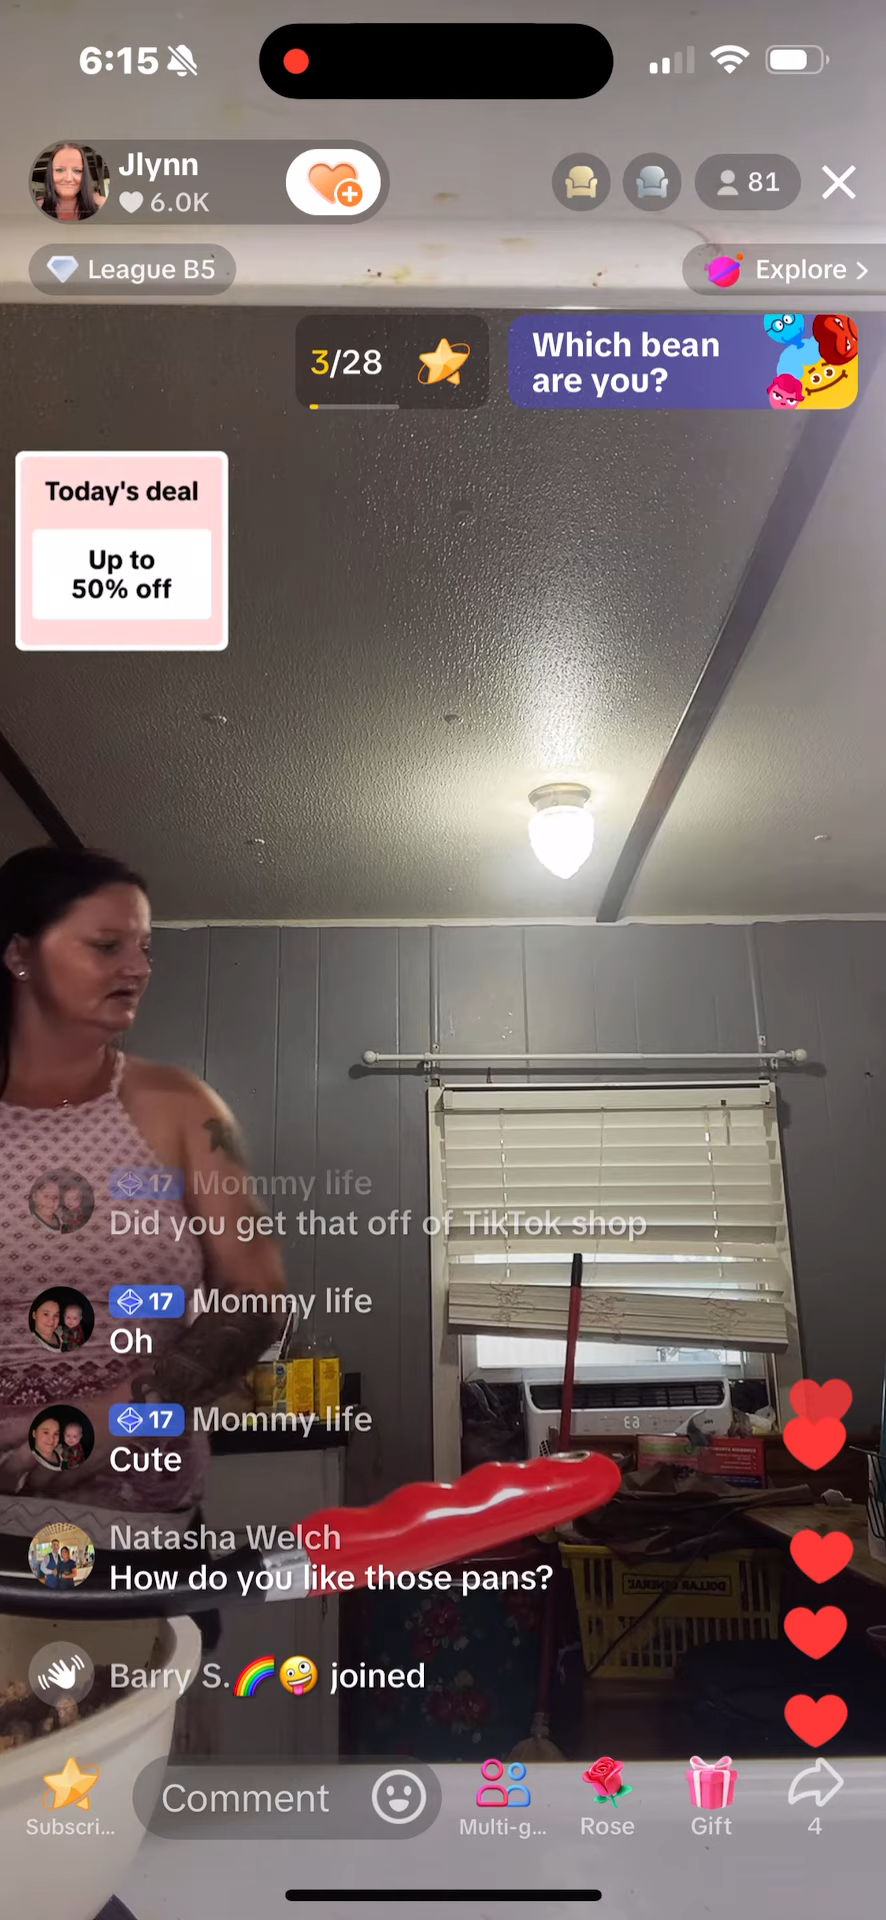 6:15
Jlynn
6.0K
81
League B5
Explore >
3/28
Which bean
are you?
Today's deal
Up to
50% off
17 Mommy life
Did you get that off of TikTok shop
17 Mommy life
Oh
17 Mommy life
Cute
Natasha Welch
How do you like those pans?
DOLLAR GENERAL
Barry S.🌈🤪 joined
Comment
Subscri...
Multi-g...
Rose
Gift
4